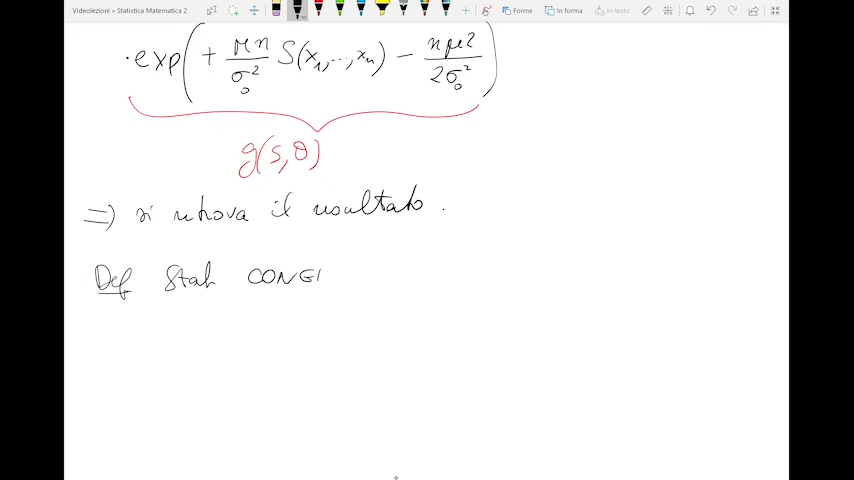 Videolezioni » Statistica Matematica 2
Forme In forma In tondo
· exp( + μn/σ₀² S(x₁,...,xₙ) − nμ2/2σ₀² )
g(s,θ)
=) si ritrova il risultato.
Def Stat CONGI